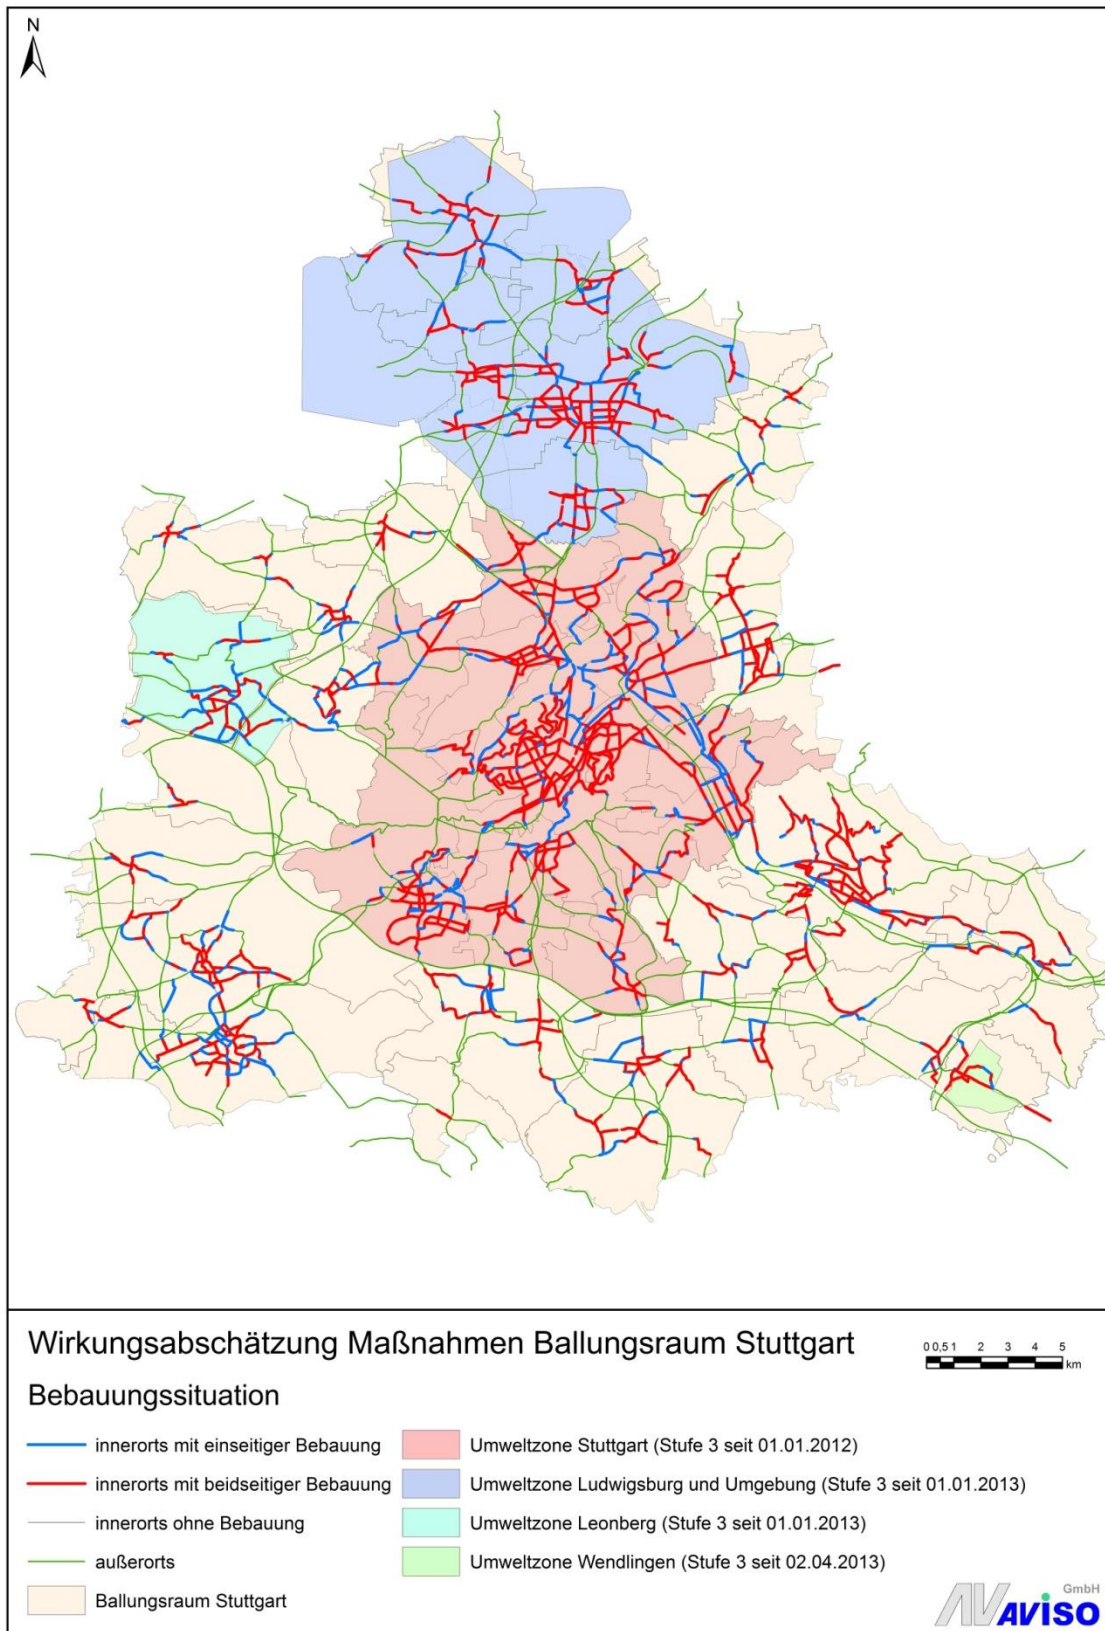 N
Wirkungsabschätzung Maßnahmen Ballungsraum Stuttgart
0 0,5 1 2 3 4 5
km
Bebauungssituation
innerorts mit einseitiger Bebauung
innerorts mit beidseitiger Bebauung
innerorts ohne Bebauung
außerorts
Ballungsraum Stuttgart
Umweltzone Stuttgart (Stufe 3 seit 01.01.2012)
Umweltzone Ludwigsburg und Umgebung (Stufe 3 seit 01.01.2013)
Umweltzone Leonberg (Stufe 3 seit 01.01.2013)
Umweltzone Wendlingen (Stufe 3 seit 02.04.2013)
GmbH
AVISO